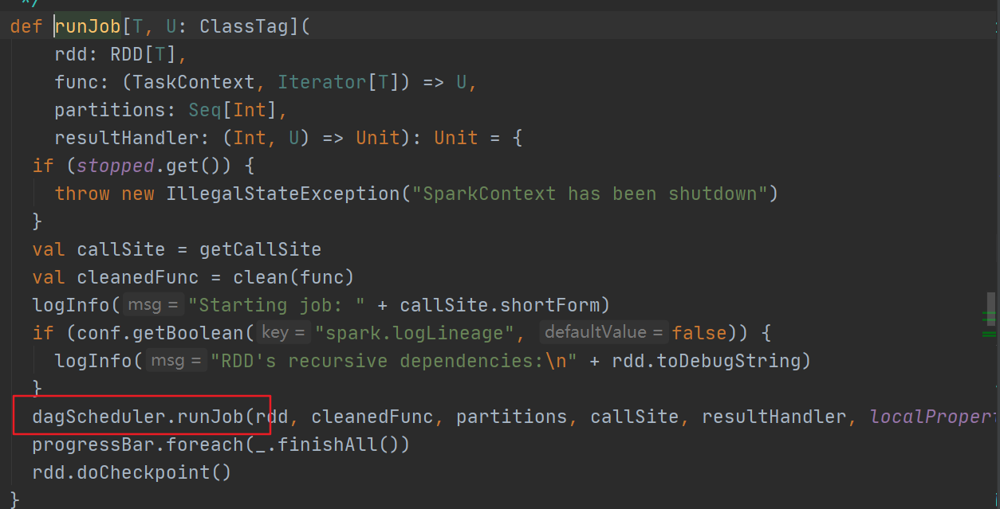 */
def runJob[T, U: ClassTag](
rdd: RDD[T],
func: (TaskContext, Iterator[T]) => U,
partitions: Seq[Int],
resultHandler: (Int, U) => Unit): Unit = {
if (stopped.get()) {
throw new IllegalStateException("SparkContext has been shutdown")
}
val callSite = getCallSite
val cleanedFunc = clean(func)
logInfo( msg = "Starting job: " + callSite.shortForm)
if (conf.getBoolean( key = "spark.logLineage", defaultValue = false)) {
logInfo( msg = "RDD's recursive dependencies:\n" + rdd.toDebugString)
}
dagScheduler.runJob(rdd, cleanedFunc, partitions, callSite, resultHandler,
progressBar.foreach(_.finishAll())
rdd.doCheckpoint()
}